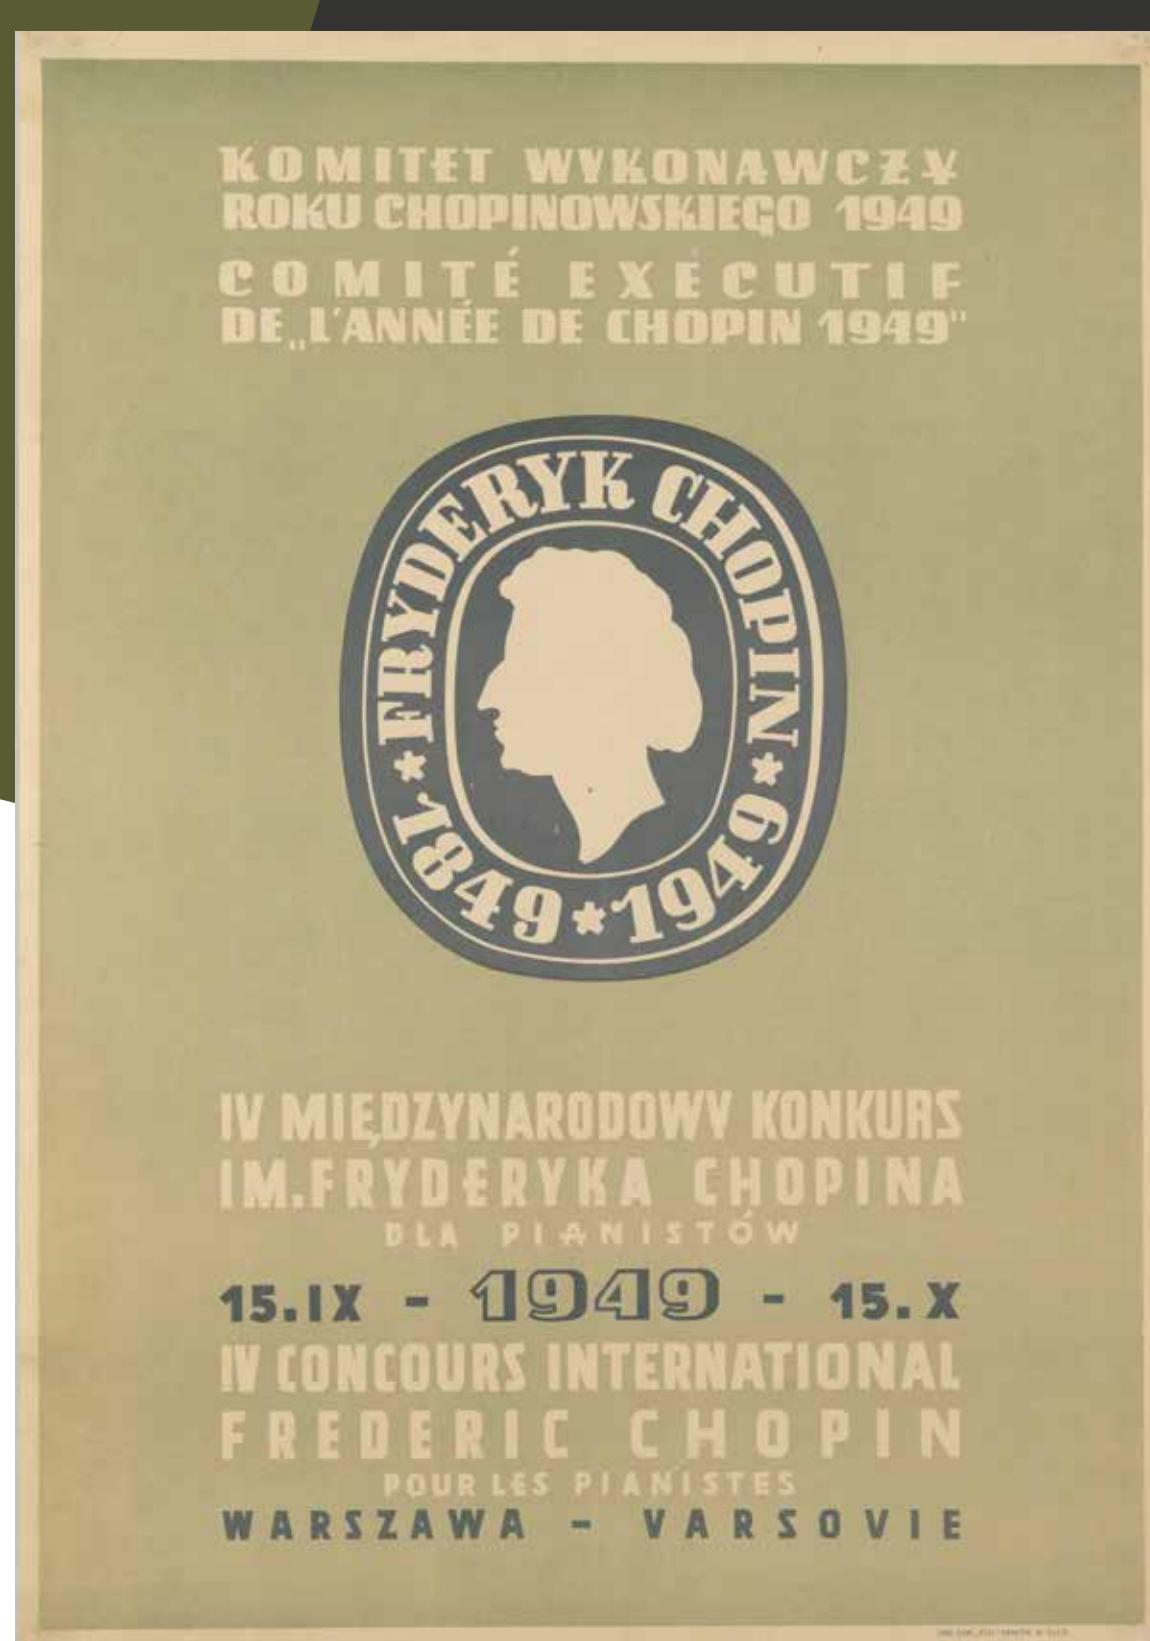 KOMITET WYKONAWCZY
ROKU CHOPINOWSKIEGO 1949
COMITÉ EXÉCUTIF
DE „L'ANNÉE DE CHOPIN 1949"
* FRYDERYK CHOPIN *
1849 * 1949
IV MIĘDZYNARODOWY KONKURS
IM. FRYDERYKA CHOPINA
DLA PIANISTÓW
15. IX - 1949 - 15. X
IV CONCOURS INTERNATIONAL
FREDERIC CHOPIN
POUR LES PIANISTES
WARSZAWA - VARSOVIE